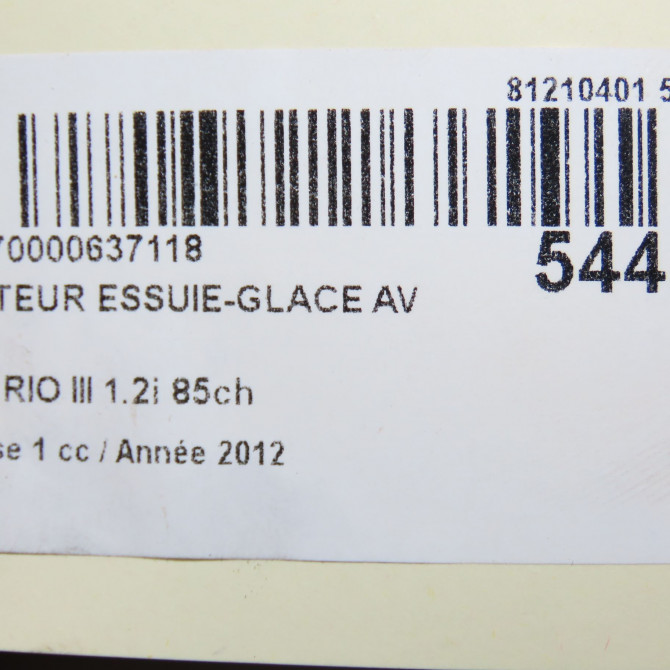 81210401 5
70000637118
544
TEUR ESSUIE-GLACE AV
RIO III 1.2i 85ch
se 1 cc / Année 2012